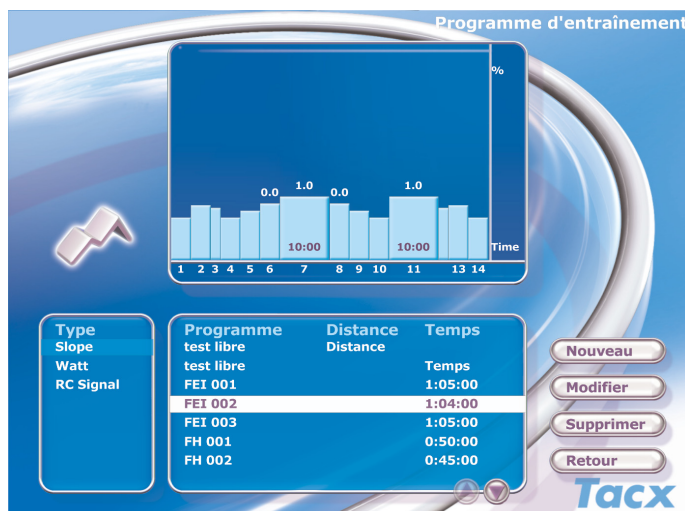 Programme d'entraînement
%
0.0 1.0 0.0 1.0
10:00 10:00 Time
1 2 3 4 5 6 7 8 9 10 11 13 14
Type
Slope
Watt
RC Signal
Programme Distance Temps
test libre Distance
test libre Temps
FEI 001 1:05:00
FEI 002 1:04:00
FEI 003 1:05:00
FH 001 0:50:00
FH 002 0:45:00
Nouveau
Modifier
Supprimer
Retour
Tacx